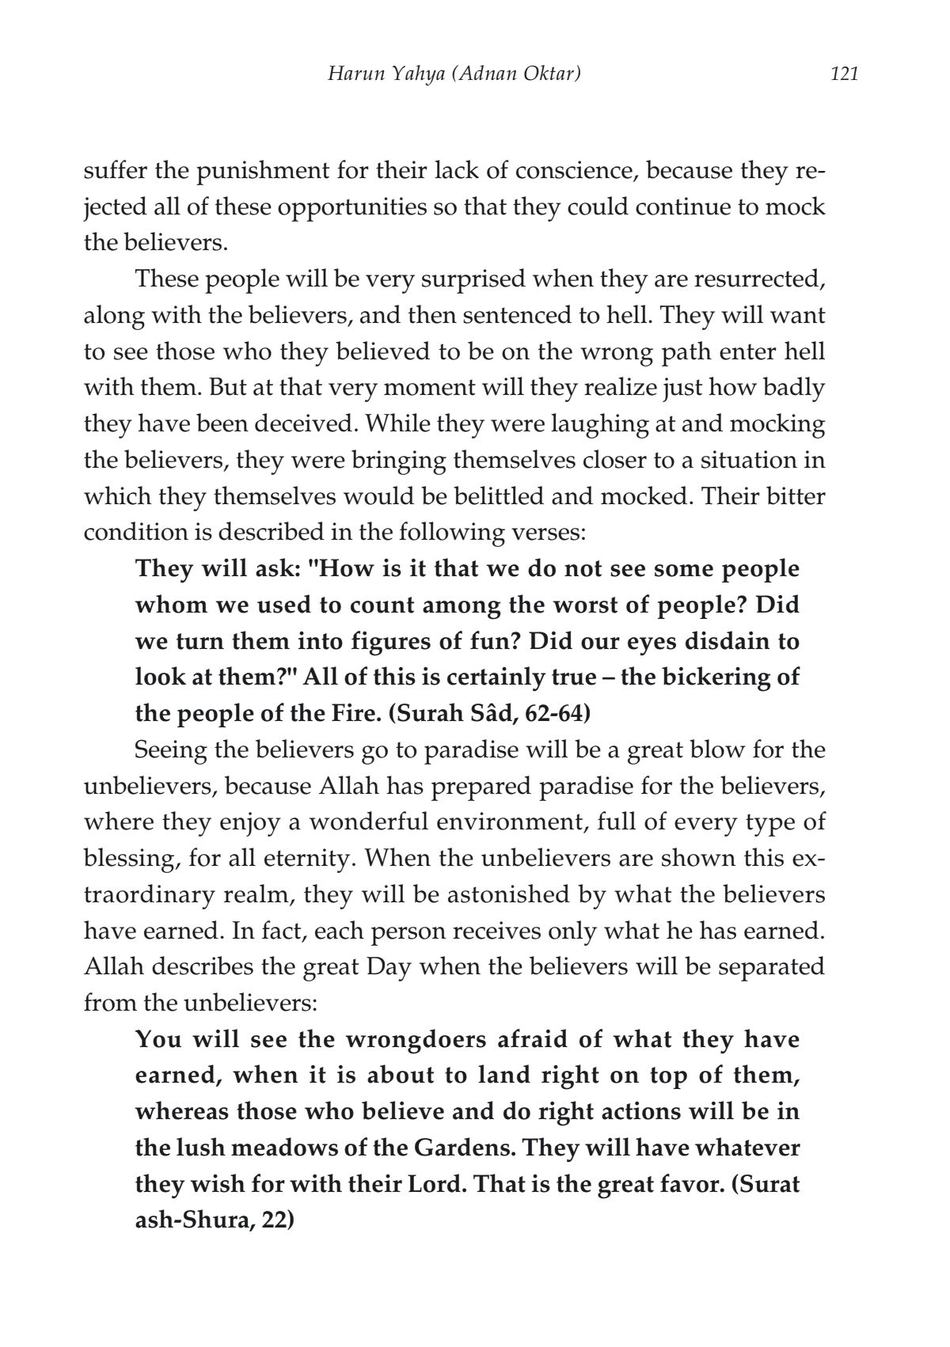 Harun Yahya (Adnan Oktar) 121
suffer the punishment for their lack of conscience, because they re-
jected all of these opportunities so that they could continue to mock
the believers.
These people will be very surprised when they are resurrected,
along with the believers, and then sentenced to hell. They will want
to see those who they believed to be on the wrong path enter hell
with them. But at that very moment will they realize just how badly
they have been deceived. While they were laughing at and mocking
the believers, they were bringing themselves closer to a situation in
which they themselves would be belittled and mocked. Their bitter
condition is described in the following verses:
They will ask: "How is it that we do not see some people
whom we used to count among the worst of people? Did
we turn them into figures of fun? Did our eyes disdain to
look at them?" All of this is certainly true – the bickering of
the people of the Fire. (Surah Sâd, 62-64)
Seeing the believers go to paradise will be a great blow for the
unbelievers, because Allah has prepared paradise for the believers,
where they enjoy a wonderful environment, full of every type of
blessing, for all eternity. When the unbelievers are shown this ex-
traordinary realm, they will be astonished by what the believers
have earned. In fact, each person receives only what he has earned.
Allah describes the great Day when the believers will be separated
from the unbelievers:
You will see the wrongdoers afraid of what they have
earned, when it is about to land right on top of them,
whereas those who believe and do right actions will be in
the lush meadows of the Gardens. They will have whatever
they wish for with their Lord. That is the great favor. (Surat
ash-Shura, 22)